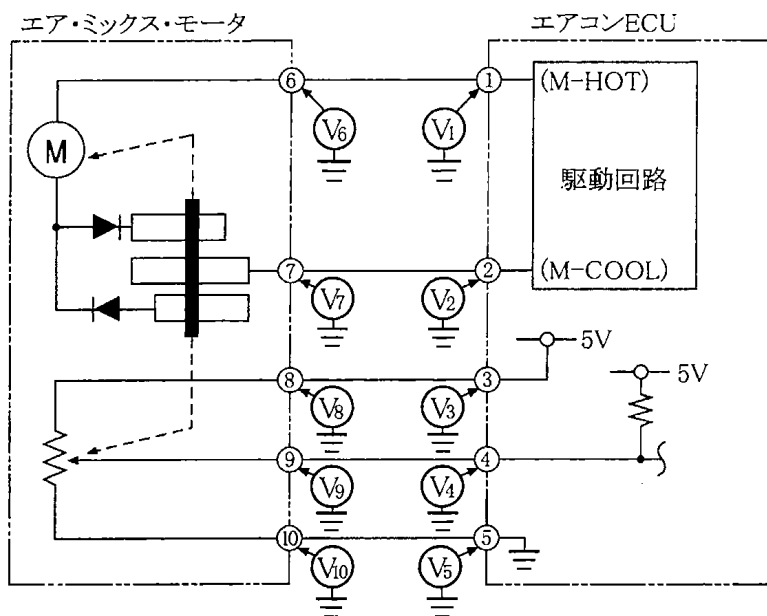 エア・ミックス・モータ
エアコンECU
⑥
①
(M-HOT)
V6
V1
M
駆動回路
⑦
②
(M-COOL)
V7
V2
5V
⑧
③
5V
V8
V3
⑨
④
V9
V4
⑩
⑤
V10
V5